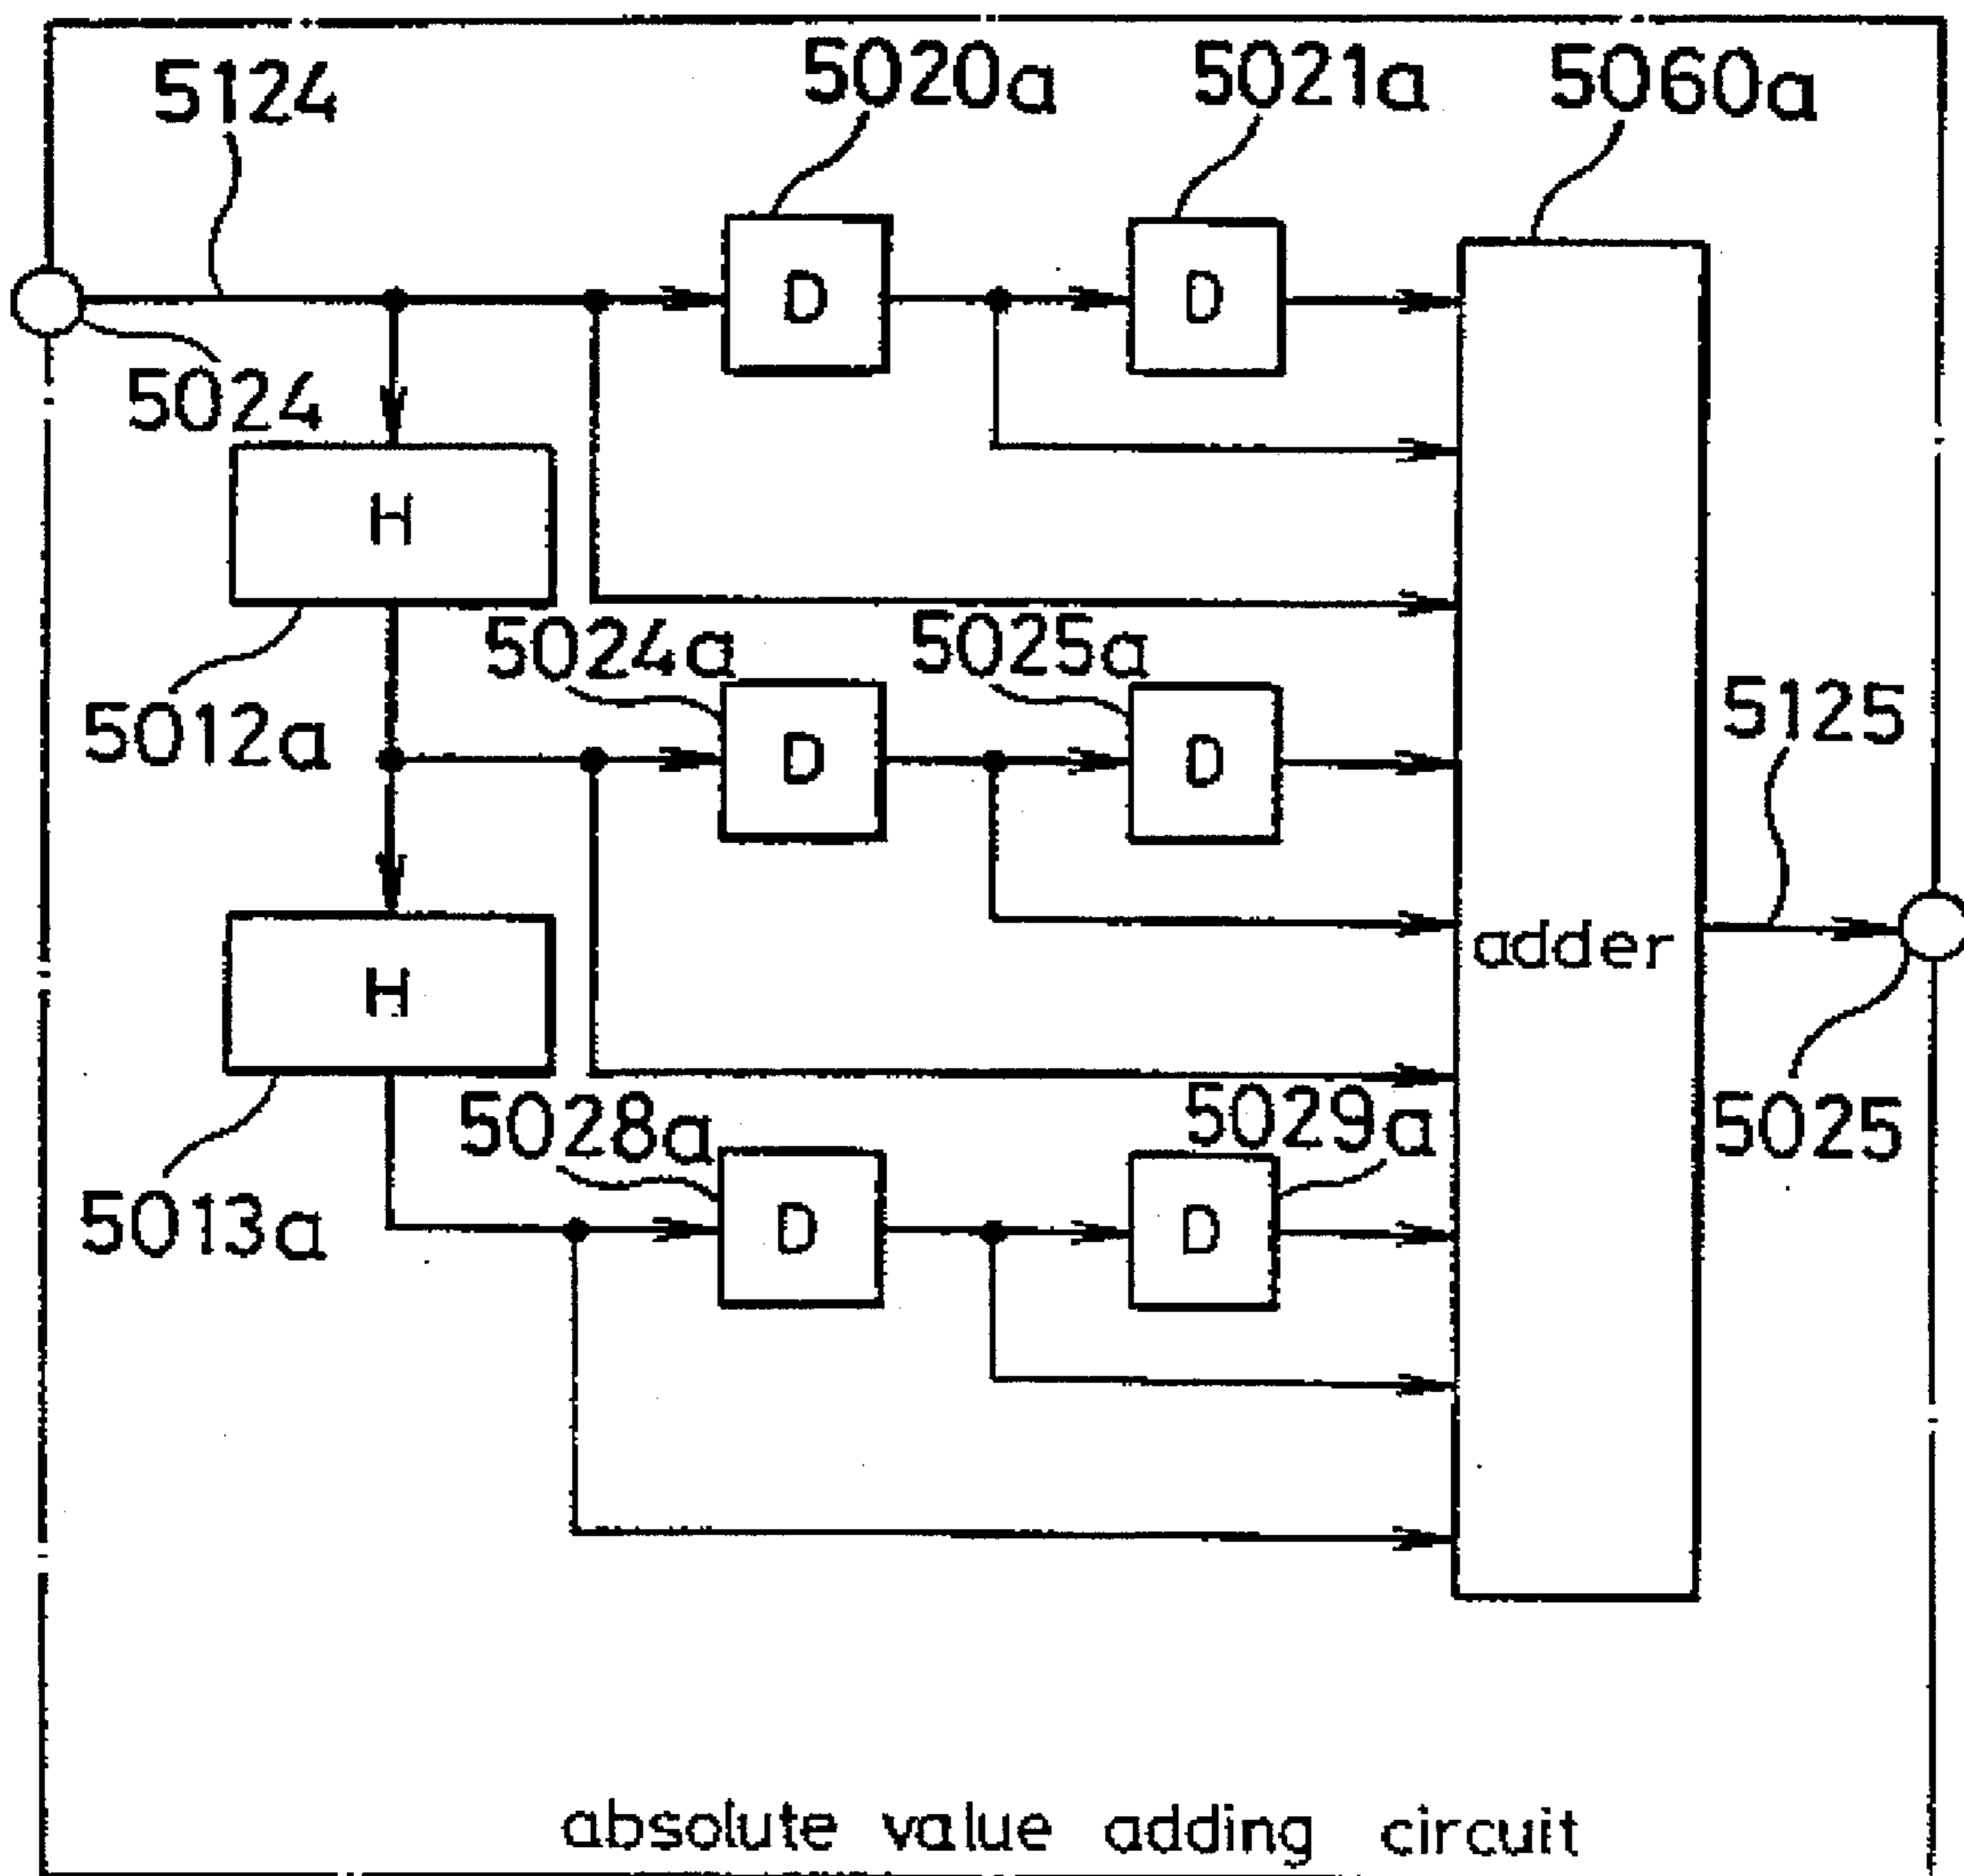 5124 5020a 5021a 5060a
D D
5024
H
5024a 5025a
5012a 5125
D D
adder
H
5028a 5029a 5025
5013a
D D
absolute value adding circuit